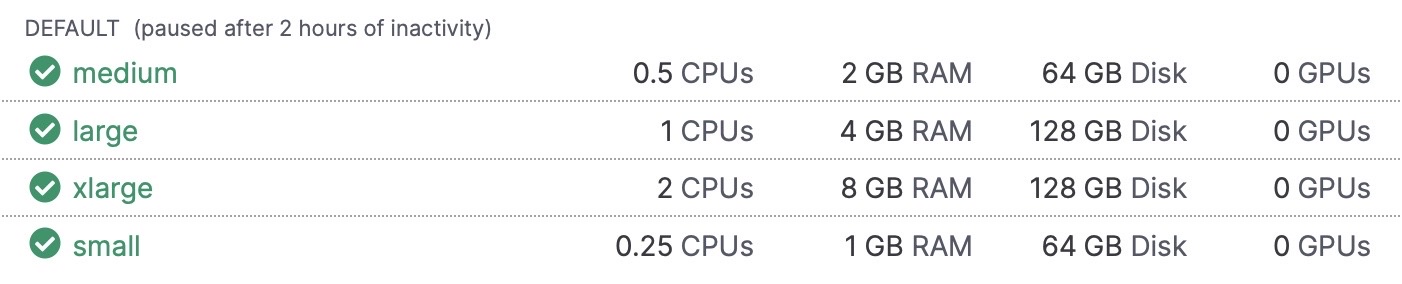 DEFAULT (paused after 2 hours of inactivity)
medium 0.5 CPUs 2 GB RAM 64 GB Disk 0 GPUs
large 1 CPUs 4 GB RAM 128 GB Disk 0 GPUs
xlarge 2 CPUs 8 GB RAM 128 GB Disk 0 GPUs
small 0.25 CPUs 1 GB RAM 64 GB Disk 0 GPUs